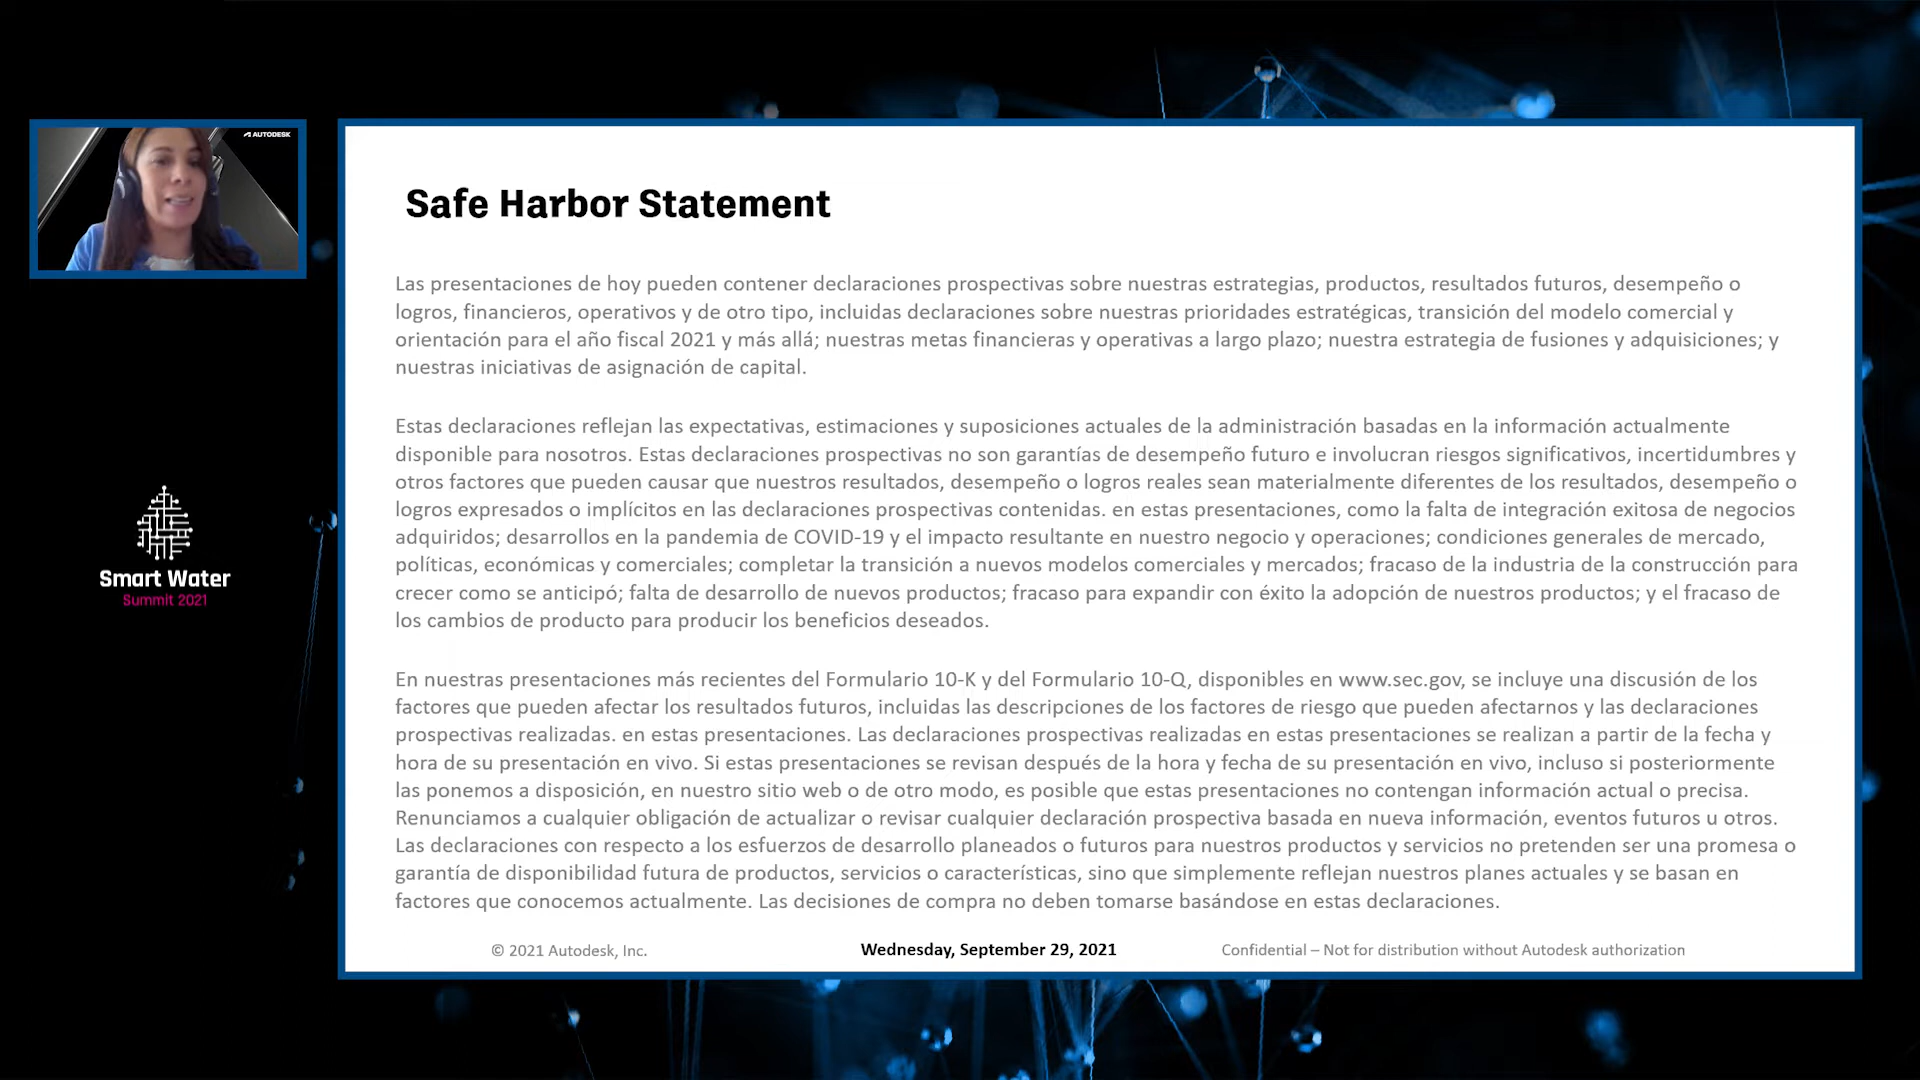 AUTODESK
Safe Harbor Statement
Las presentaciones de hoy pueden contener declaraciones prospectivas sobre nuestras estrategias, productos, resultados futuros, desempeño o
logros, financieros, operativos y de otro tipo, incluidas declaraciones sobre nuestras prioridades estratégicas, transición del modelo comercial y
orientación para el año fiscal 2021 y más allá; nuestras metas financieras y operativas a largo plazo; nuestra estrategia de fusiones y adquisiciones; y
nuestras iniciativas de asignación de capital.
Estas declaraciones reflejan las expectativas, estimaciones y suposiciones actuales de la administración basadas en la información actualmente
disponible para nosotros. Estas declaraciones prospectivas no son garantías de desempeño futuro e involucran riesgos significativos, incertidumbres y
otros factores que pueden causar que nuestros resultados, desempeño o logros reales sean materialmente diferentes de los resultados, desempeño o
logros expresados o implícitos en las declaraciones prospectivas contenidas. en estas presentaciones, como la falta de integración exitosa de negocios
adquiridos; desarrollos en la pandemia de COVID-19 y el impacto resultante en nuestro negocio y operaciones; condiciones generales de mercado,
políticas, económicas y comerciales; completar la transición a nuevos modelos comerciales y mercados; fracaso de la industria de la construcción para
crecer como se anticipó; falta de desarrollo de nuevos productos; fracaso para expandir con éxito la adopción de nuestros productos; y el fracaso de
los cambios de producto para producir los beneficios deseados.
En nuestras presentaciones más recientes del Formulario 10-K y del Formulario 10-Q, disponibles en www.sec.gov, se incluye una discusión de los
factores que pueden afectar los resultados futuros, incluidas las descripciones de los factores de riesgo que pueden afectarnos y las declaraciones
prospectivas realizadas. en estas presentaciones. Las declaraciones prospectivas realizadas en estas presentaciones se realizan a partir de la fecha y
hora de su presentación en vivo. Si estas presentaciones se revisan después de la hora y fecha de su presentación en vivo, incluso si posteriormente
las ponemos a disposición, en nuestro sitio web o de otro modo, es posible que estas presentaciones no contengan información actual o precisa.
Renunciamos a cualquier obligación de actualizar o revisar cualquier declaración prospectiva basada en nueva información, eventos futuros u otros.
Las declaraciones con respecto a los esfuerzos de desarrollo planeados o futuros para nuestros productos y servicios no pretenden ser una promesa o
garantía de disponibilidad futura de productos, servicios o características, sino que simplemente reflejan nuestros planes actuales y se basan en
factores que conocemos actualmente. Las decisiones de compra no deben tomarse basándose en estas declaraciones.
© 2021 Autodesk, Inc.
Wednesday, September 29, 2021
Confidential – Not for distribution without Autodesk authorization
Smart Water
Summit 2021